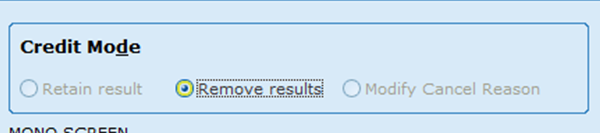 Credit Mode
Retain result Remove results Modify Cancel Reason
MONO SCREEN